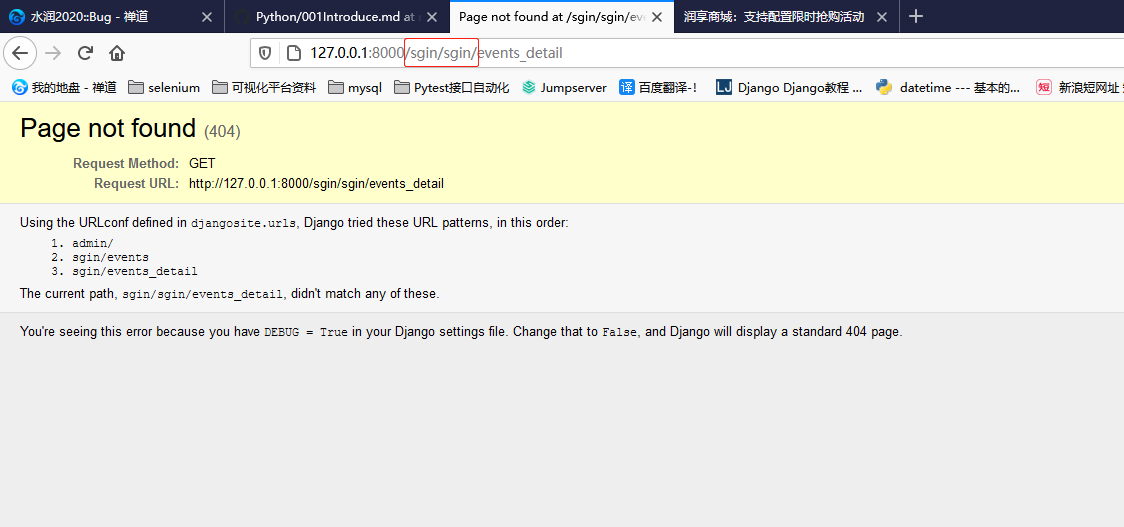 水润2020::Bug - 禅道
Python/001Introduce.md at
Page not found at /sgin/sgin/eve
润享商城：支持配置限时抢购活动
127.0.0.1:8000/sgin/sgin/events_detail
我的地盘 - 禅道
selenium
可视化平台资料
mysql
Pytest接口自动化
Jumpserver
译 百度翻译-！
LJ Django Django教程 ...
datetime --- 基本的...
短 新浪短网址
Page not found (404)
Request Method: GET
Request URL: http://127.0.0.1:8000/sgin/sgin/events_detail
Using the URLconf defined in djangosite.urls, Django tried these URL patterns, in this order:
1. admin/
2. sgin/events
3. sgin/events_detail
The current path, sgin/sgin/events_detail, didn't match any of these.
You're seeing this error because you have DEBUG = True in your Django settings file. Change that to False, and Django will display a standard 404 page.